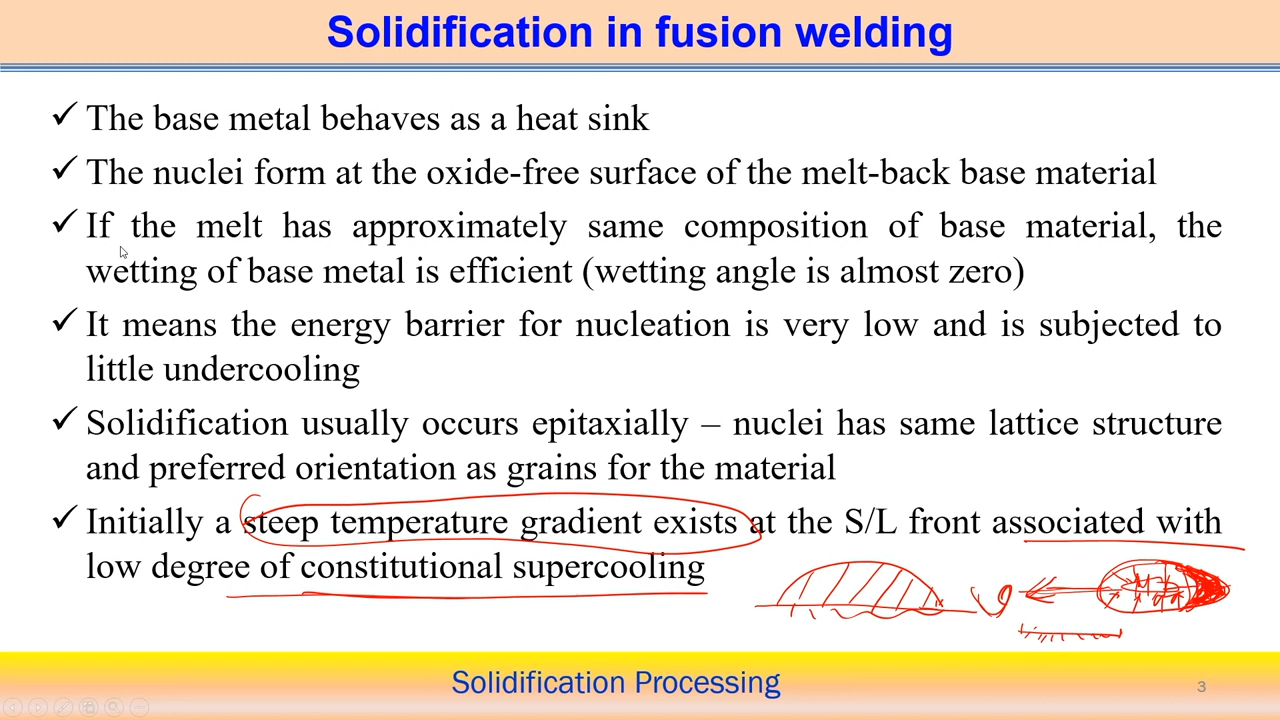 Solidification in fusion welding
✓ The base metal behaves as a heat sink
✓ The nuclei form at the oxide-free surface of the melt-back base material
✓ If the melt has approximately same composition of base material, the
wetting of base metal is efficient (wetting angle is almost zero)
✓ It means the energy barrier for nucleation is very low and is subjected to
little undercooling
✓ Solidification usually occurs epitaxially – nuclei has same lattice structure
and preferred orientation as grains for the material
✓ Initially a steep temperature gradient exists at the S/L front associated with
low degree of constitutional supercooling
Solidification Processing
3